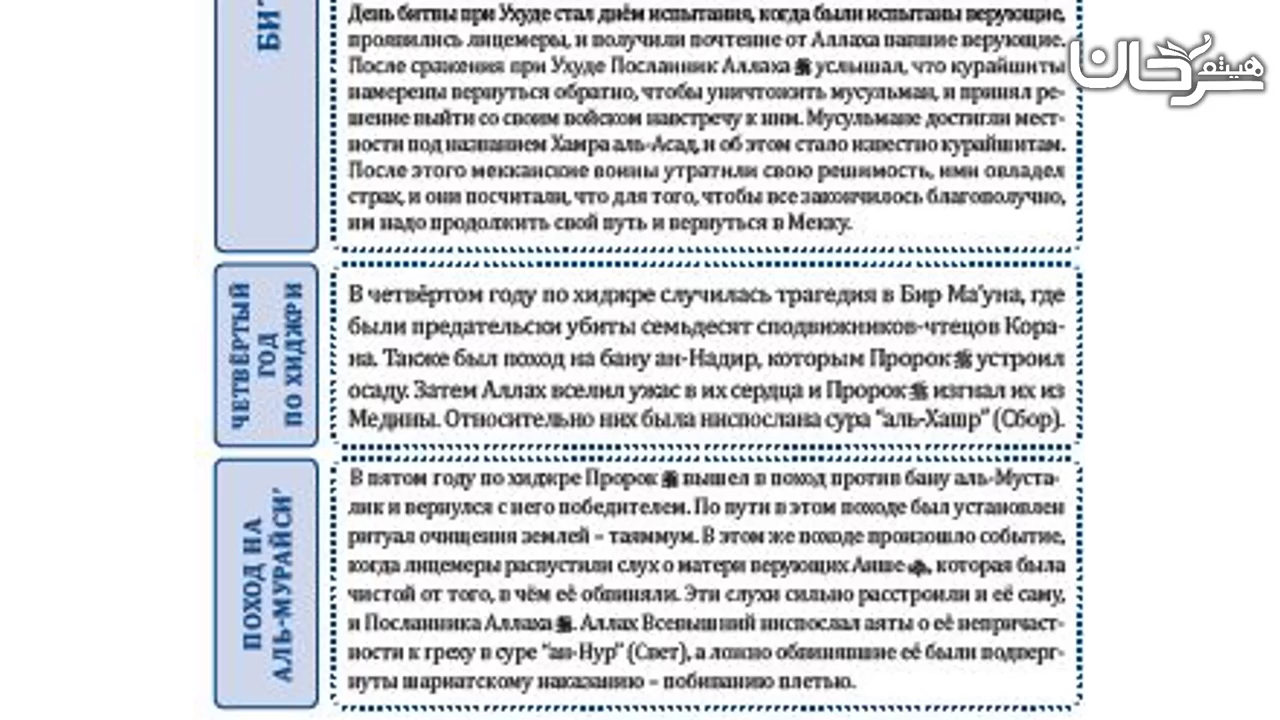 БИТ
День битвы при Ухуде стал днём испытания, когда были испытаны верующие,
проявились лицемеры, и получили почтение от Аллаха павшие верующие.
После сражения при Ухуде Посланник Аллаха ﷺ услышал, что курайшиты
намерены вернуться обратно, чтобы уничтожить мусульман, и принял ре-
шение выйти со своим войском навстречу к ним. Мусульмане достигли мест-
ности под названием Хамра аль-Асад, и об этом стало известно курайшитам.
После этого мекканские воины утратили свою решимость, ими овладел
страх, и они посчитали, что для того, чтобы все закончилось благополучно,
им надо продолжить свой путь и вернуться в Мекку.
هيتم سرحان
ЧЕТВЁРТЫЙ
ГОД
ПО ХИДЖРИ
В четвёртом году по хиджре случилась трагедия в Бир Ма’уна, где
были предательски убиты семьдесят сподвижников-чтецов Кора-
на. Также был поход на бану ан-Надир, которым Пророк ﷺ устроил
осаду. Затем Аллах вселил ужас в их сердца и Пророк ﷺ изгнал их из
Медины. Относительно них была ниспослана сура “аль-Хашр” (Сбор).
ПОХОД НА
АЛЬ-МУРАЙСИ’
В пятом году по хиджре Пророк ﷺ вышел в поход против бану аль-Муста-
лик и вернулся с него победителем. По пути в этом походе был установлен
ритуал очищения землей – таяммум. В этом же походе произошло событие,
когда лицемеры распустили слух о матери верующих Аише, которая была
чистой от того, в чём её обвиняли. Эти слухи сильно расстроили и её саму,
и Посланника Аллаха ﷺ. Аллах Всевышний ниспослал аяты о её непричаст-
ности к греху в суре “ан-Нур” (Свет), а ложно обвинявшие её были подверг-
нуты шариатскому наказанию – побиванию плетью.